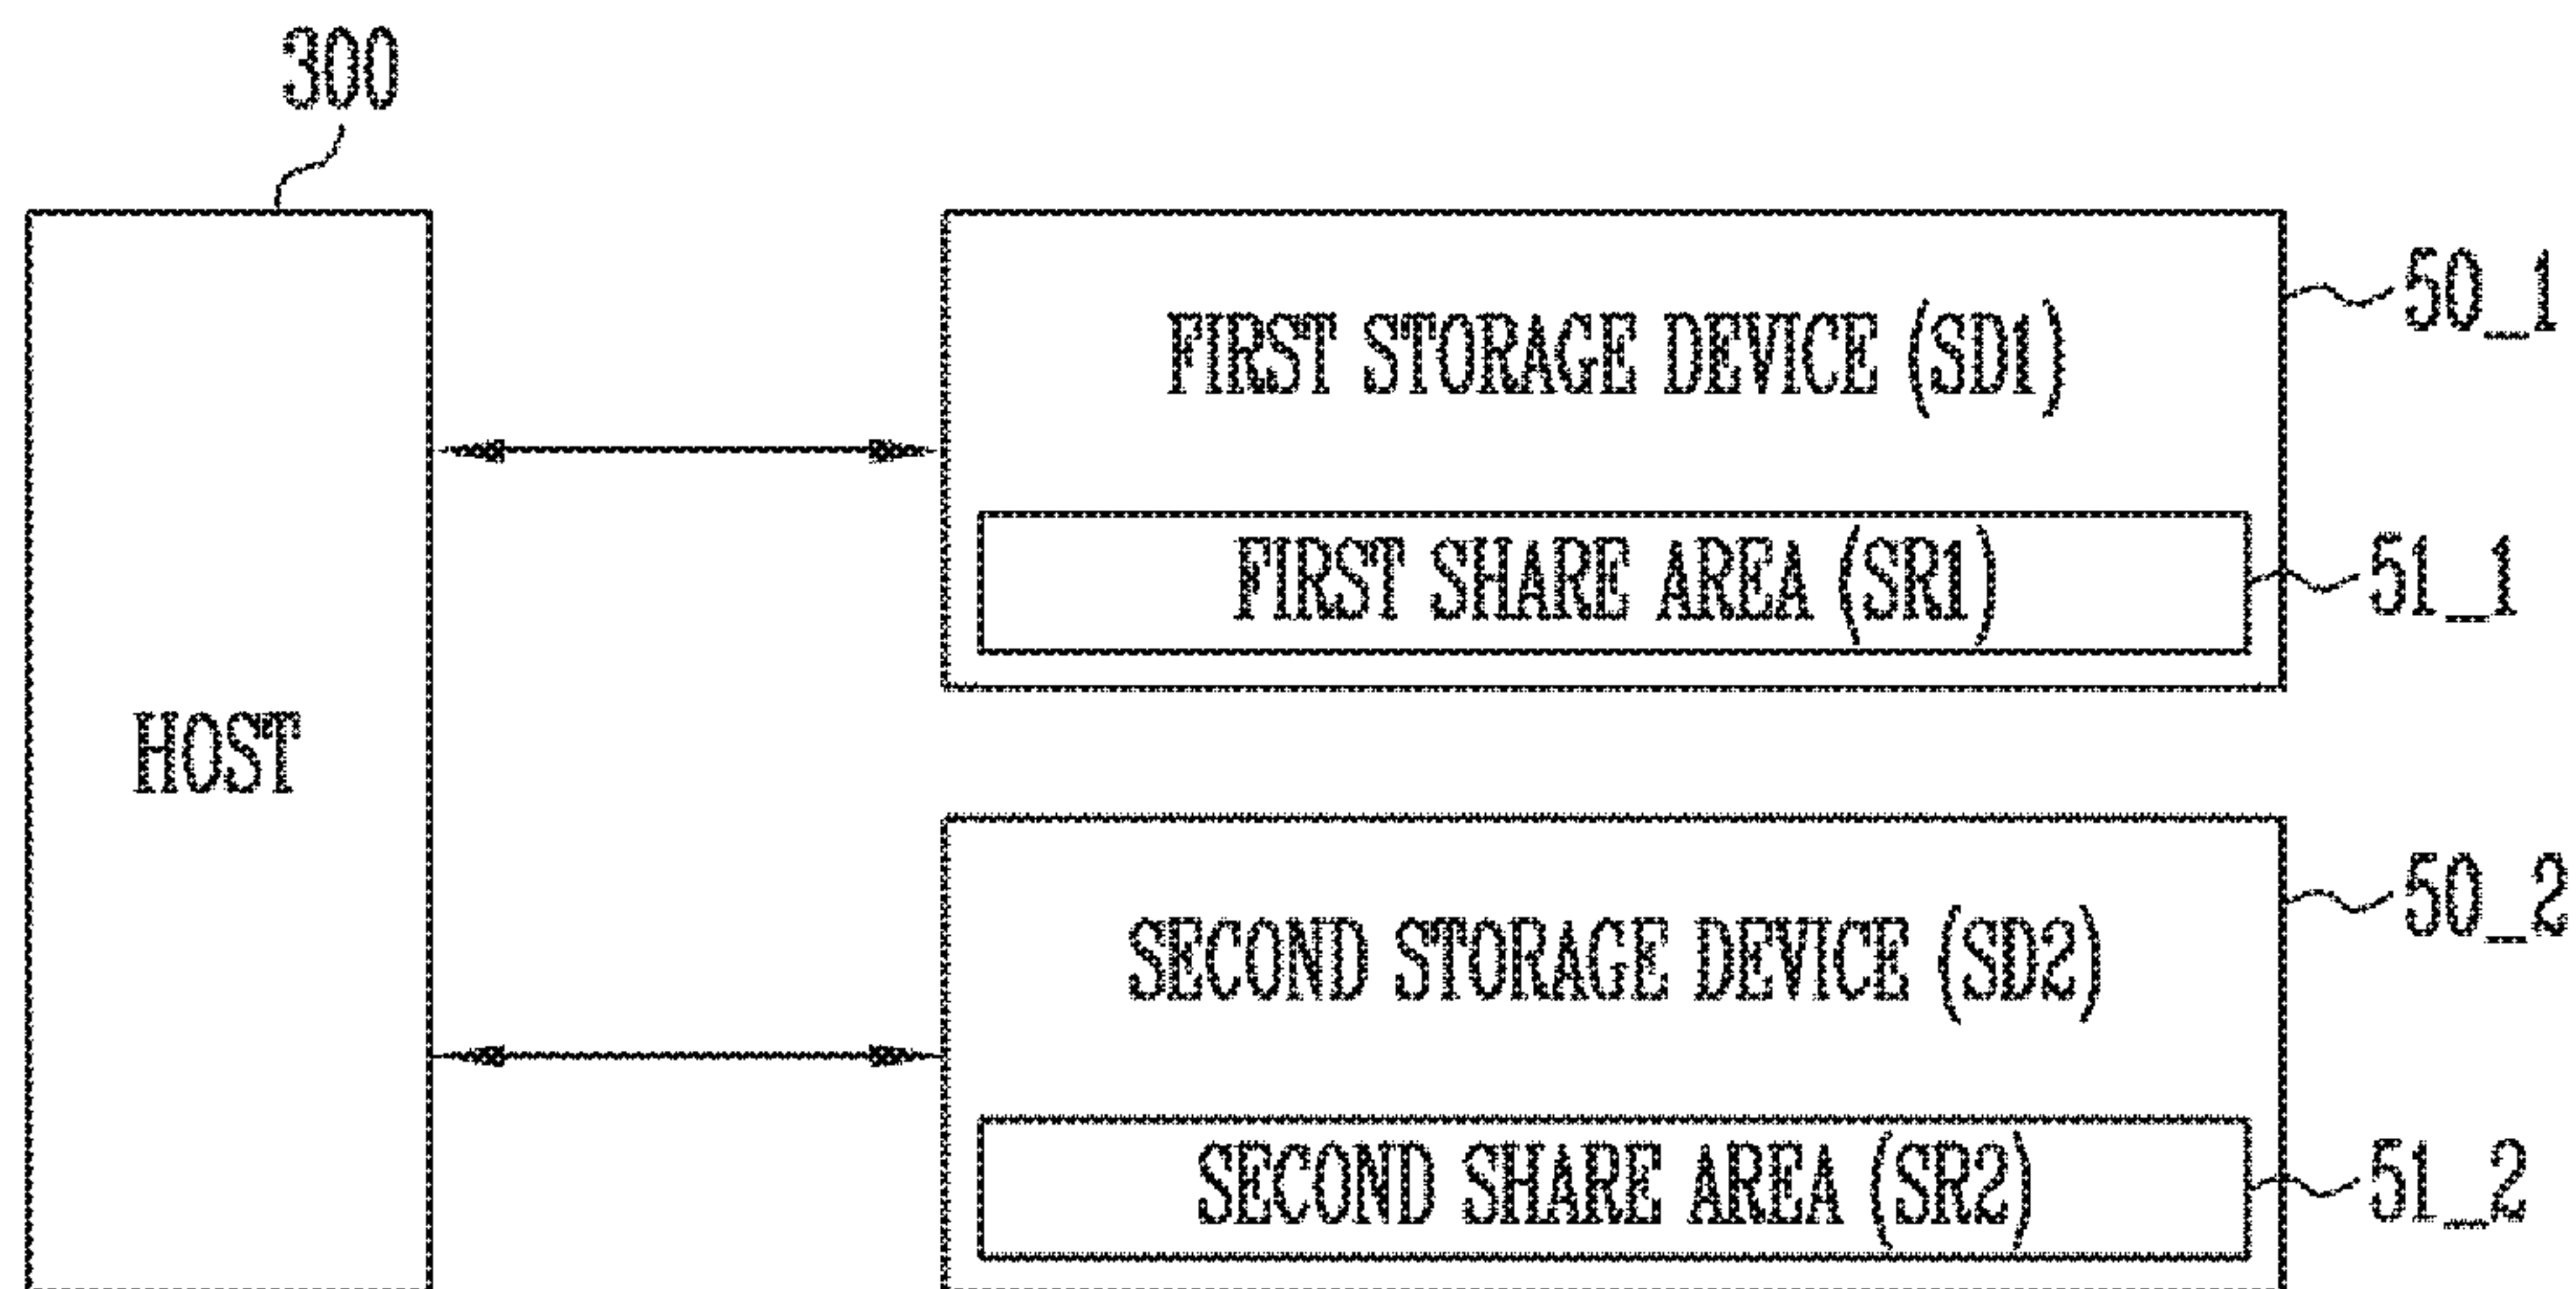 300
50_1
FIRST STORAGE DEVICE (SD1)
FIRST SHARE AREA (SR1)
51_1
HOST
50_2
SECOND STORAGE DEVICE (SD2)
SECOND SHARE AREA (SR2)
51_2